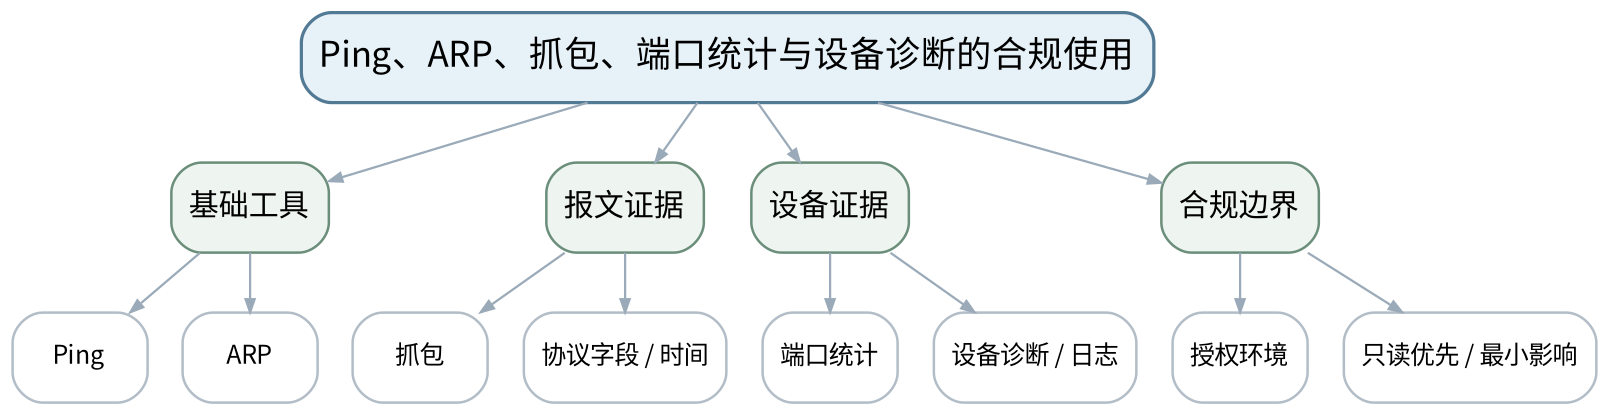 Ping、ARP、抓包、端口统计与设备诊断的合规使用
基础工具
报文证据
设备证据
合规边界
Ping
ARP
抓包
协议字段 / 时间
端口统计
设备诊断 / 日志
授权环境
只读优先 / 最小影响